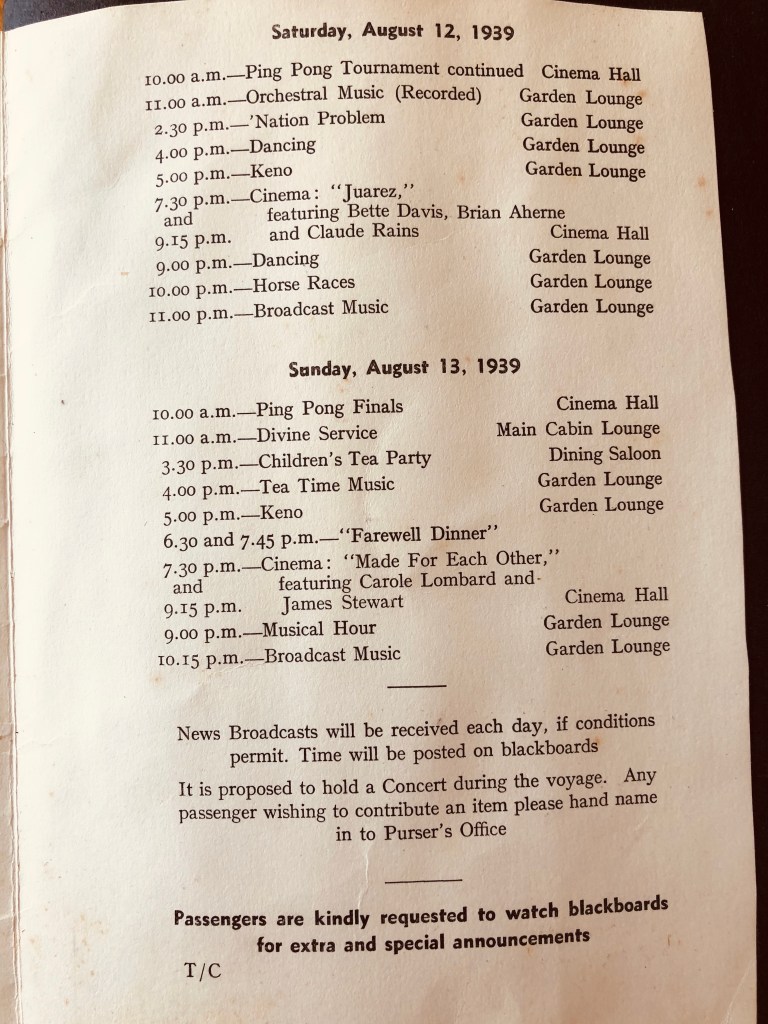 Saturday, August 12, 1939
10.00 a.m.—Ping Pong Tournament continued Cinema Hall
11.00 a.m.—Orchestral Music (Recorded) Garden Lounge
2.30 p.m.—'Nation Problem Garden Lounge
4.00 p.m.—Dancing Garden Lounge
5.00 p.m.—Keno Garden Lounge
7.30 p.m.—Cinema: "Juarez,"
and featuring Bette Davis, Brian Aherne
9.15 p.m. and Claude Rains Cinema Hall
9.00 p.m.—Dancing Garden Lounge
10.00 p.m.—Horse Races Garden Lounge
11.00 p.m.—Broadcast Music Garden Lounge
Sunday, August 13, 1939
10.00 a.m.—Ping Pong Finals Cinema Hall
11.00 a.m.—Divine Service Main Cabin Lounge
3.30 p.m.—Children's Tea Party Dining Saloon
4.00 p.m.—Tea Time Music Garden Lounge
5.00 p.m.—Keno Garden Lounge
6.30 and 7.45 p.m.—"Farewell Dinner"
7.30 p.m.—Cinema: "Made For Each Other,"
and featuring Carole Lombard and
9.15 p.m. James Stewart Cinema Hall
9.00 p.m.—Musical Hour Garden Lounge
10.15 p.m.—Broadcast Music Garden Lounge
News Broadcasts will be received each day, if conditions
permit. Time will be posted on blackboards
It is proposed to hold a Concert during the voyage. Any
passenger wishing to contribute an item please hand name
in to Purser's Office
Passengers are kindly requested to watch blackboards
for extra and special announcements
T/C